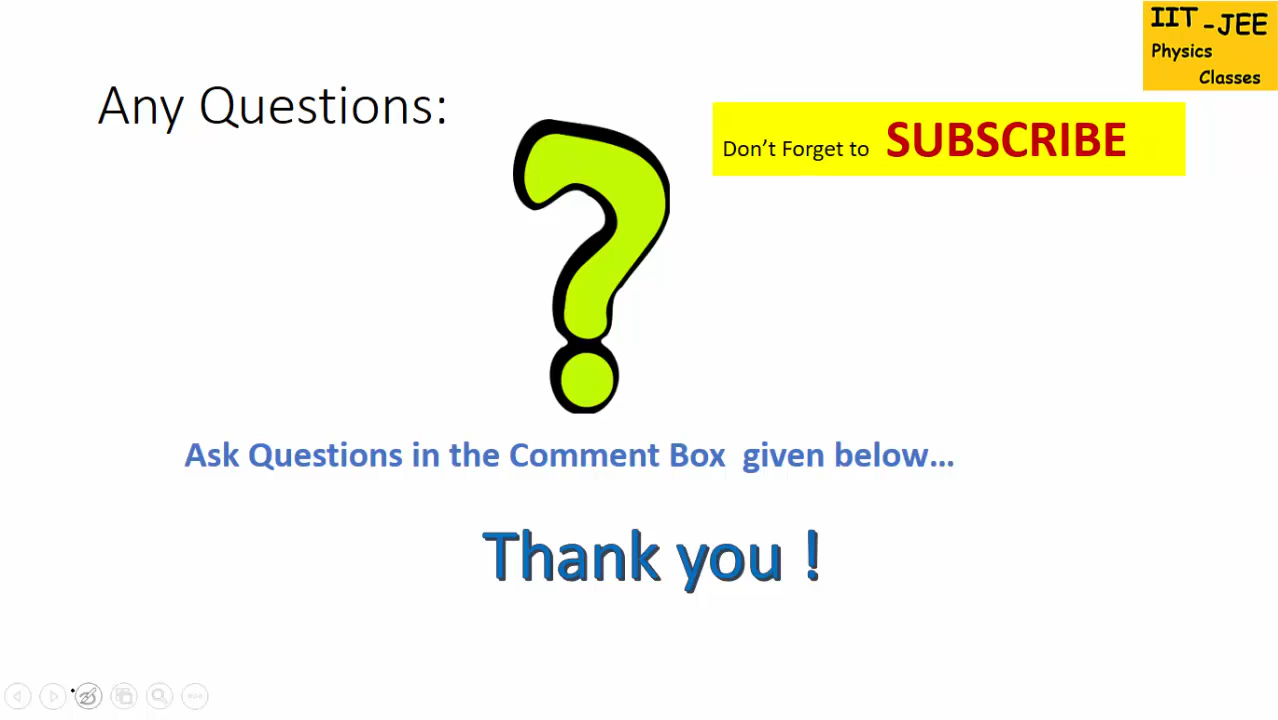 IIT - JEE
Physics
Classes
Any Questions:
Don't Forget to SUBSCRIBE
?
Ask Questions in the Comment Box given below...
Thank you !